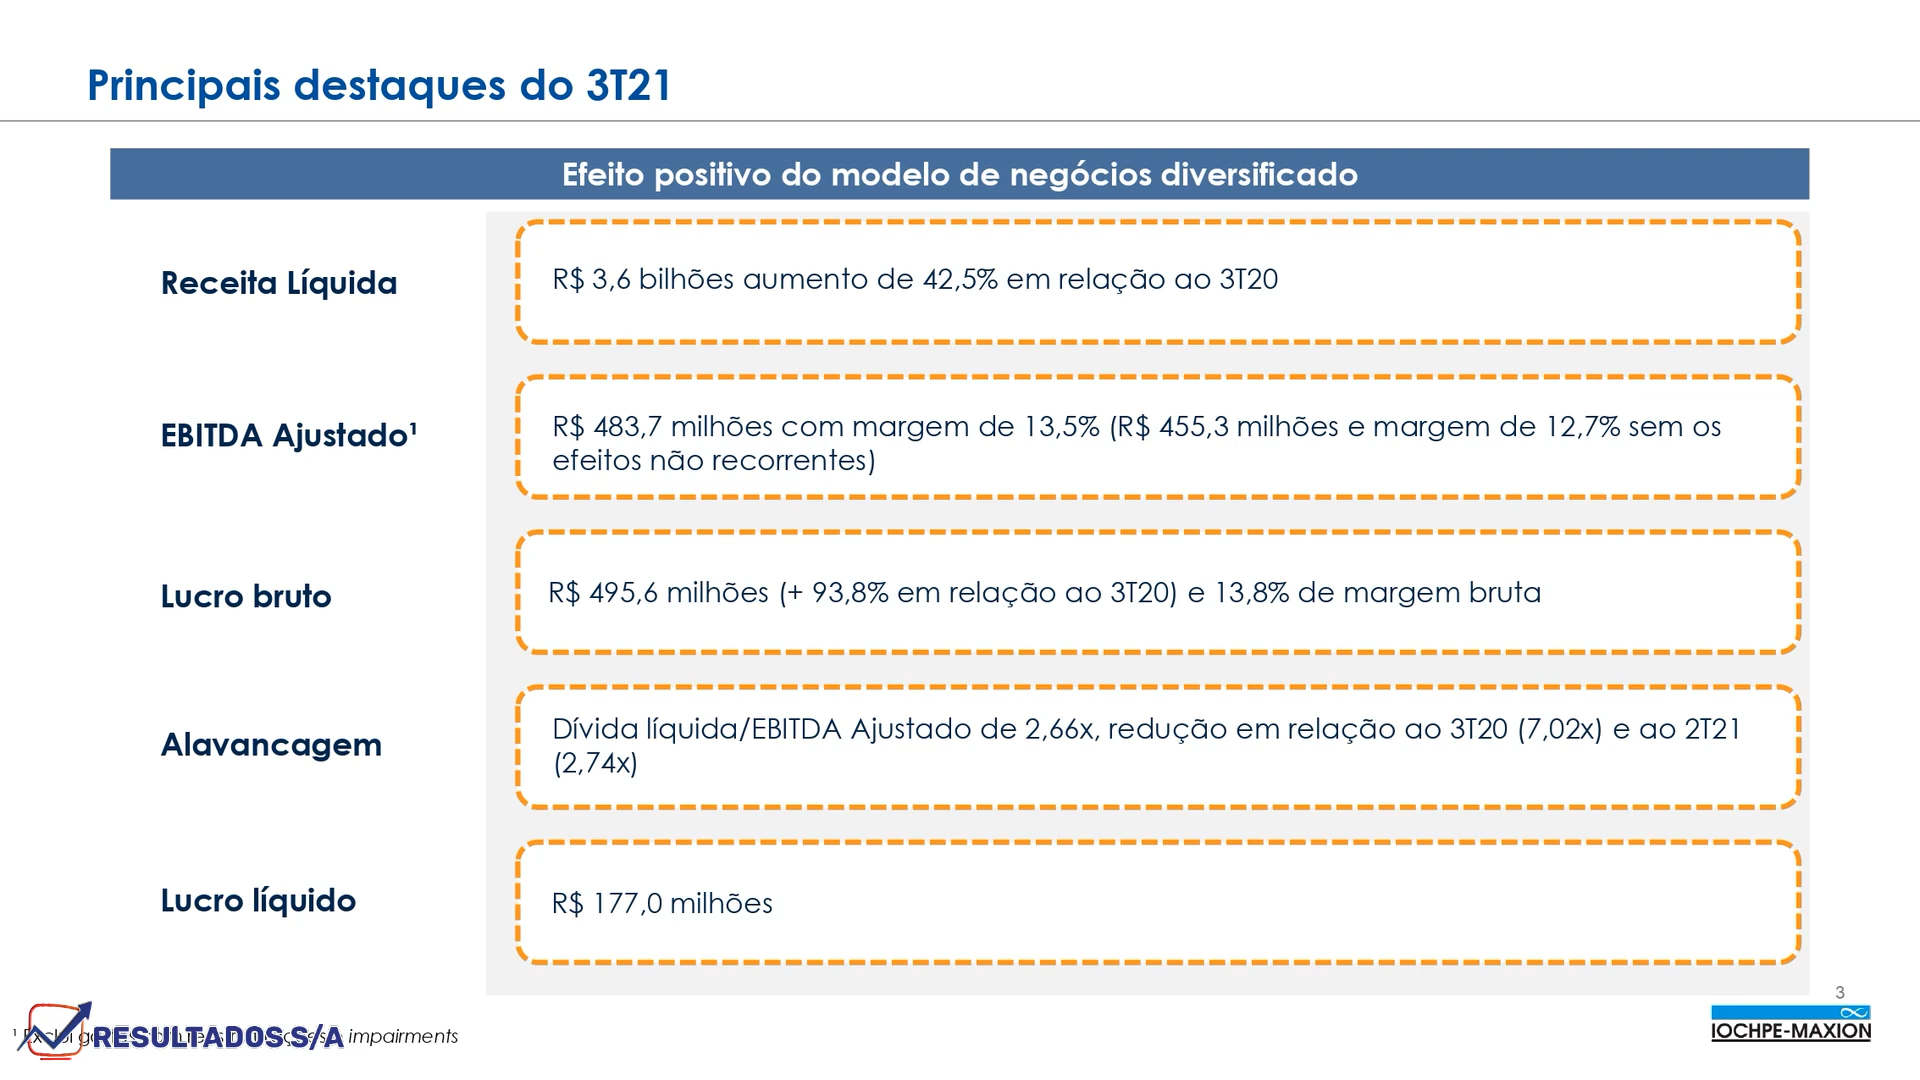 Principais destaques do 3T21
Efeito positivo do modelo de negócios diversificado
Receita Líquida
R$ 3,6 bilhões aumento de 42,5% em relação ao 3T20
EBITDA Ajustado¹
R$ 483,7 milhões com margem de 13,5% (R$ 455,3 milhões e margem de 12,7% sem os
efeitos não recorrentes)
Lucro bruto
R$ 495,6 milhões (+ 93,8% em relação ao 3T20) e 13,8% de margem bruta
Alavancagem
Dívida líquida/EBITDA Ajustado de 2,66x, redução em relação ao 3T20 (7,02x) e ao 2T21
(2,74x)
Lucro líquido
R$ 177,0 milhões
3
¹ impairments
RESULTADOS S/A
IOCHPE-MAXION